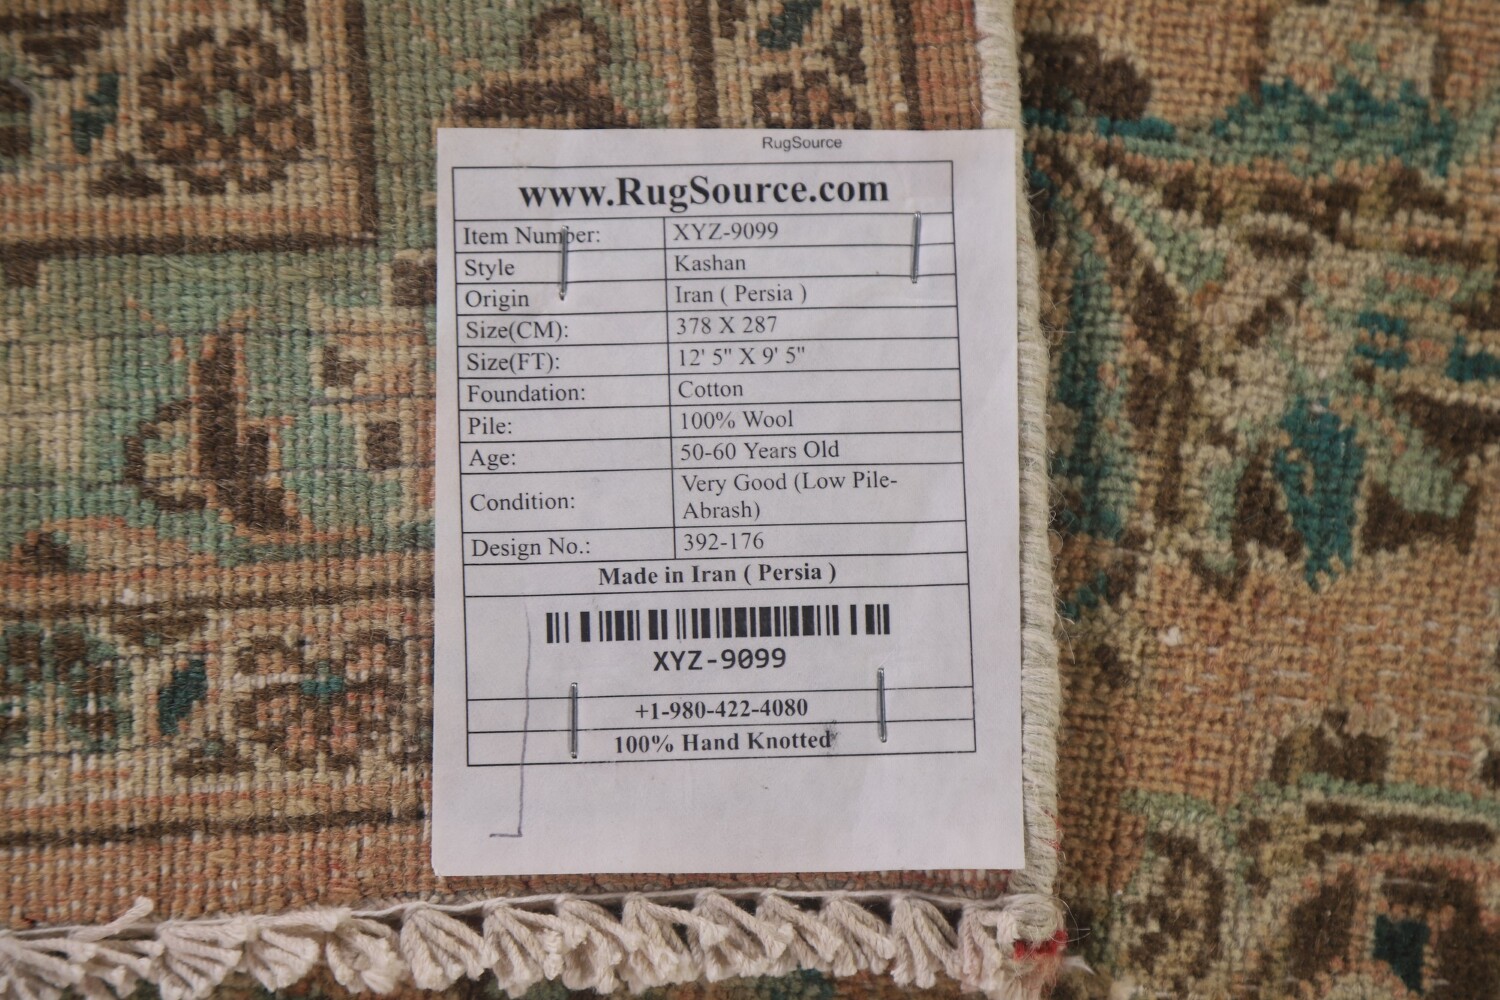 RugSource
www.RugSource.com
Item Number: XYZ-9099
Style Kashan
Origin Iran ( Persia )
Size(CM): 378 X 287
Size(FT): 12' 5" X 9' 5"
Foundation: Cotton
Pile: 100% Wool
Age: 50-60 Years Old
Condition: Very Good (Low Pile-
Abrash)
Design No.: 392-176
Made in Iran ( Persia )
XYZ-9099
+1-980-422-4080
100% Hand Knotted